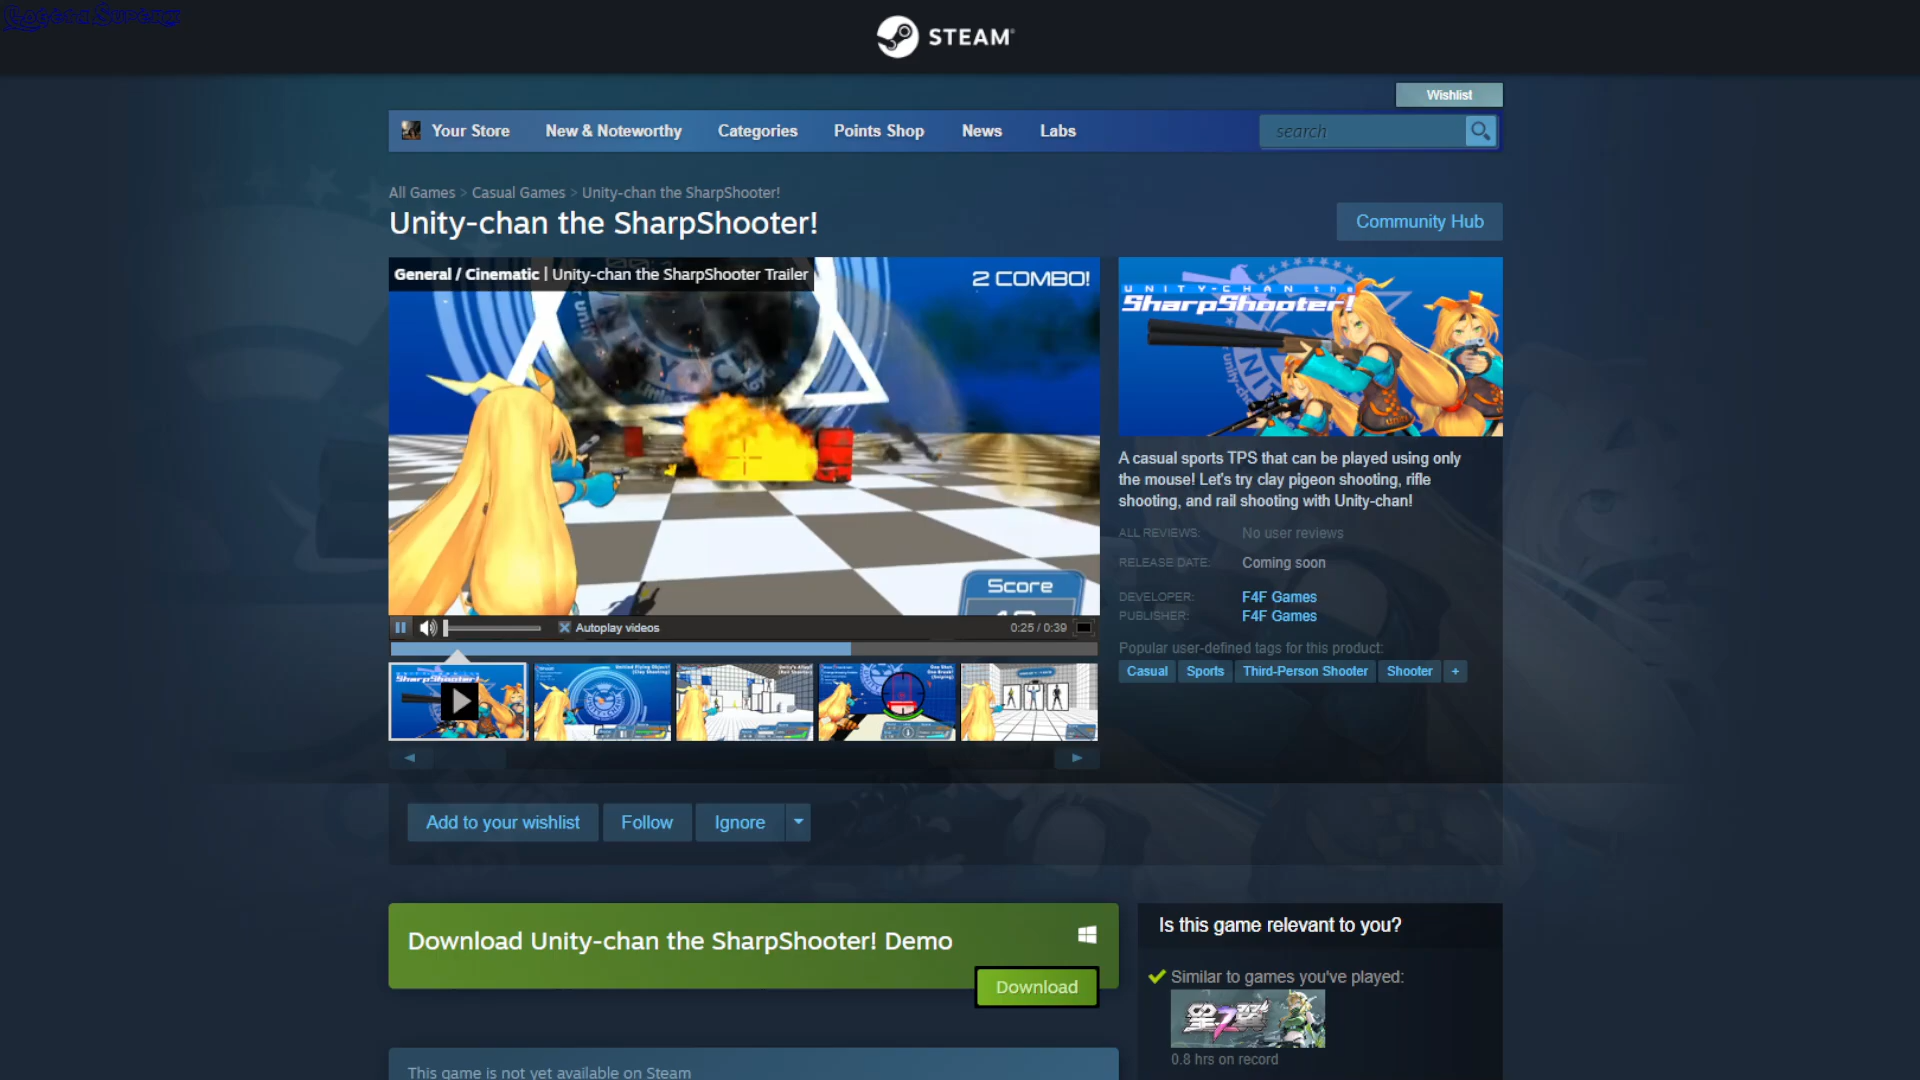 STEAM
Wishlist
Your Store New & Noteworthy Categories Points Shop News Labs search
All Games > Casual Games > Unity-chan the SharpShooter!
Unity-chan the SharpShooter!
Community Hub
General / Cinematic | Unity-chan the SharpShooter Trailer
2 COMBO!
Score
UNITY-CHAN the
SharpShooter!
A casual sports TPS that can be played using only
the mouse! Let's try clay pigeon shooting, rifle
shooting, and rail shooting with Unity-chan!
ALL REVIEWS: No user reviews
RELEASE DATE: Coming soon
DEVELOPER: F4F Games
PUBLISHER: F4F Games
Popular user-defined tags for this product:
Casual Sports Third-Person Shooter Shooter +
Autoplay videos
0:25 / 0:39
SharpShooter!
Add to your wishlist Follow Ignore
Download Unity-chan the SharpShooter! Demo
Download
Is this game relevant to you?
Similar to games you've played:
0.8 hrs on record
This game is not yet available on Steam